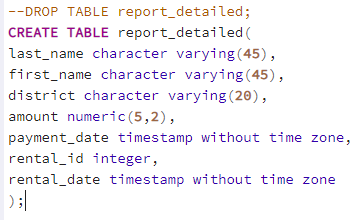 --DROP TABLE report_detailed;
CREATE TABLE report_detailed(
last_name character varying(45),
first_name character varying(45),
district character varying(20),
amount numeric(5,2),
payment_date timestamp without time zone,
rental_id integer,
rental_date timestamp without time zone
);